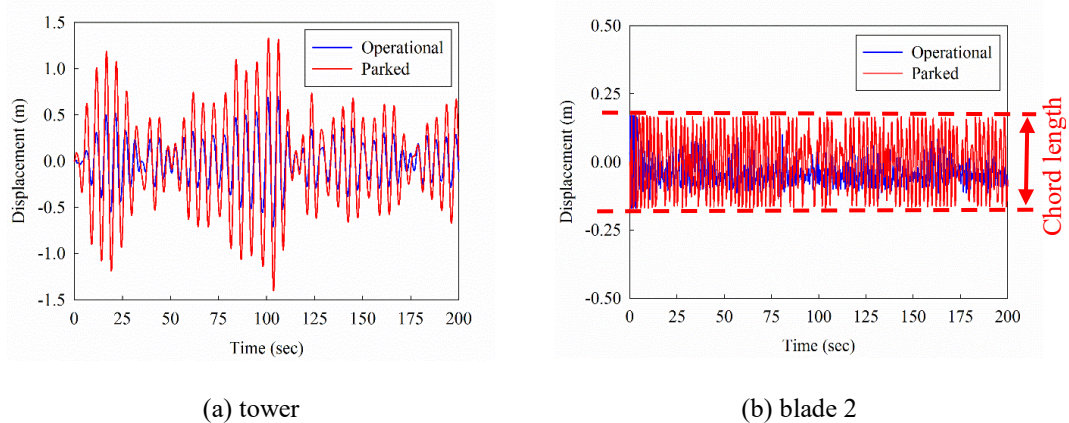 1.5
1.0
0.5
0.0
-0.5
-1.0
-1.5
Displacement (m)
Operational
Parked
0 25 50 75 100 125 150 175 200
Time (sec)
(a) tower
0.50
0.25
0.00
-0.25
-0.50
Displacement (m)
Operational
Parked
Chord length
0 25 50 75 100 125 150 175 200
Time (sec)
(b) blade 2